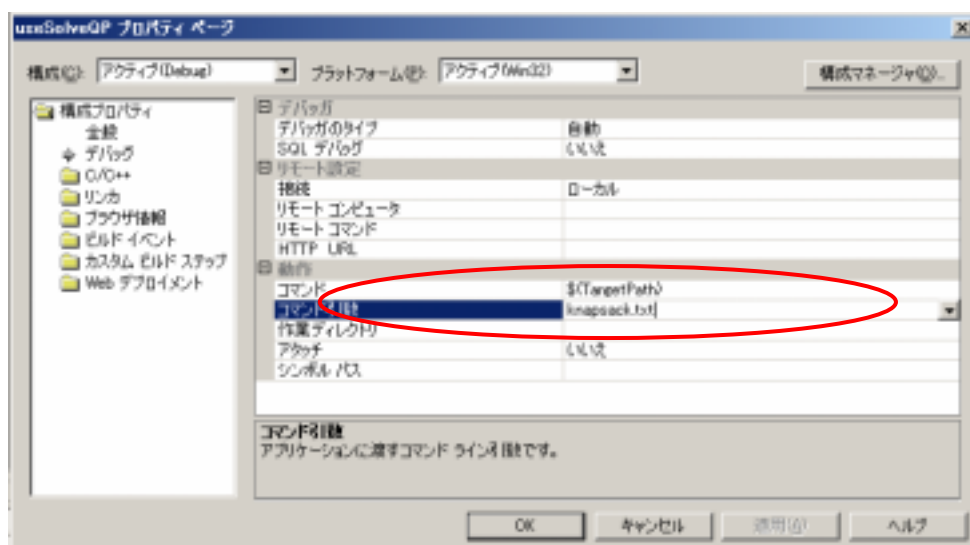 useSolveQP プロパティ ページ
構成(C): アクティブ(Debug) プラットフォーム(P): アクティブ(Win32) 構成マネージャ(O)...
構成プロパティ
全般
デバッグ
C/C++
リンカ
ブラウザ情報
ビルド イベント
カスタム ビルド ステップ
Web デプロイメント
デバッガ
デバッガのタイプ 自動
SQL デバッグ いいえ
リモート設定
接続 ローカル
リモート コンピュータ
リモート コマンド
HTTP URL
動作
コマンド $(TargetPath)
コマンド引数 knapsack.txt
作業ディレクトリ
アタッチ いいえ
シンボル パス
コマンド引数
アプリケーションに渡すコマンド ライン引数です。
OK キャンセル 適用(A) ヘルプ